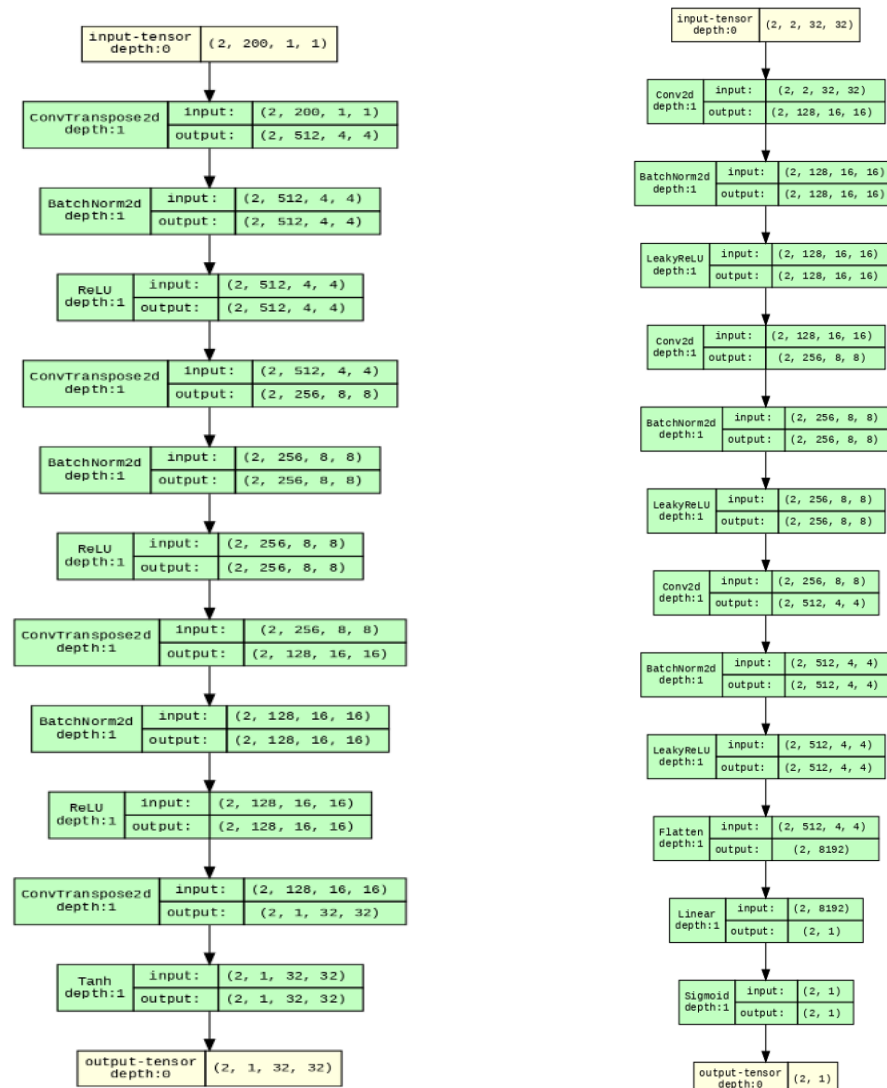 input-tensor
depth:0
(2, 200, 1, 1)
ConvTranspose2d
depth:1
input:
(2, 200, 1, 1)
output:
(2, 512, 4, 4)
BatchNorm2d
depth:1
input:
(2, 512, 4, 4)
output:
(2, 512, 4, 4)
ReLU
depth:1
input:
(2, 512, 4, 4)
output:
(2, 512, 4, 4)
ConvTranspose2d
depth:1
input:
(2, 512, 4, 4)
output:
(2, 256, 8, 8)
BatchNorm2d
depth:1
input:
(2, 256, 8, 8)
output:
(2, 256, 8, 8)
ReLU
depth:1
input:
(2, 256, 8, 8)
output:
(2, 256, 8, 8)
ConvTranspose2d
depth:1
input:
(2, 256, 8, 8)
output:
(2, 128, 16, 16)
BatchNorm2d
depth:1
input:
(2, 128, 16, 16)
output:
(2, 128, 16, 16)
ReLU
depth:1
input:
(2, 128, 16, 16)
output:
(2, 128, 16, 16)
ConvTranspose2d
depth:1
input:
(2, 128, 16, 16)
output:
(2, 1, 32, 32)
Tanh
depth:1
input:
(2, 1, 32, 32)
output:
(2, 1, 32, 32)
output-tensor
depth:0
(2, 1, 32, 32)
input-tensor
depth:0
(2, 2, 32, 32)
Conv2d
depth:1
input:
(2, 2, 32, 32)
output:
(2, 128, 16, 16)
BatchNorm2d
depth:1
input:
(2, 128, 16, 16)
output:
(2, 128, 16, 16)
LeakyReLU
depth:1
input:
(2, 128, 16, 16)
output:
(2, 128, 16, 16)
Conv2d
depth:1
input:
(2, 128, 16, 16)
output:
(2, 256, 8, 8)
BatchNorm2d
depth:1
input:
(2, 256, 8, 8)
output:
(2, 256, 8, 8)
LeakyReLU
depth:1
input:
(2, 256, 8, 8)
output:
(2, 256, 8, 8)
Conv2d
depth:1
input:
(2, 256, 8, 8)
output:
(2, 512, 4, 4)
BatchNorm2d
depth:1
input:
(2, 512, 4, 4)
output:
(2, 512, 4, 4)
LeakyReLU
depth:1
input:
(2, 512, 4, 4)
output:
(2, 512, 4, 4)
Flatten
depth:1
input:
(2, 512, 4, 4)
output:
(2, 8192)
Linear
depth:1
input:
(2, 8192)
output:
(2, 1)
Sigmoid
depth:1
input:
(2, 1)
output:
(2, 1)
output-tensor
depth:0
(2, 1)